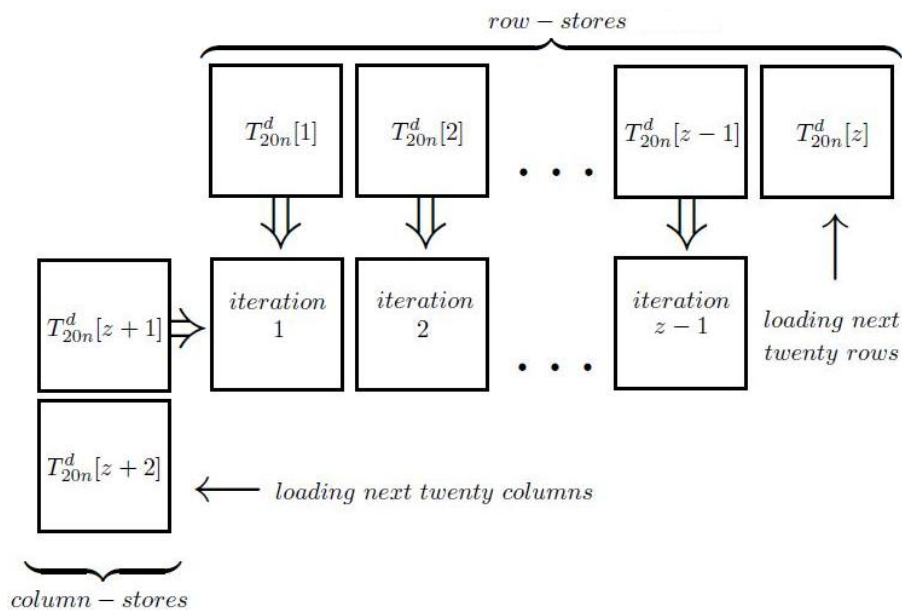 row − stores
T^d_{20n}[1]
T^d_{20n}[2]
T^d_{20n}[z − 1]
T^d_{20n}[z]
. . .
T^d_{20n}[z + 1]
iteration
1
iteration
2
. . .
iteration
z − 1
loading next
twenty rows
T^d_{20n}[z + 2]
loading next twenty columns
column − stores